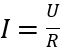 I = U/R